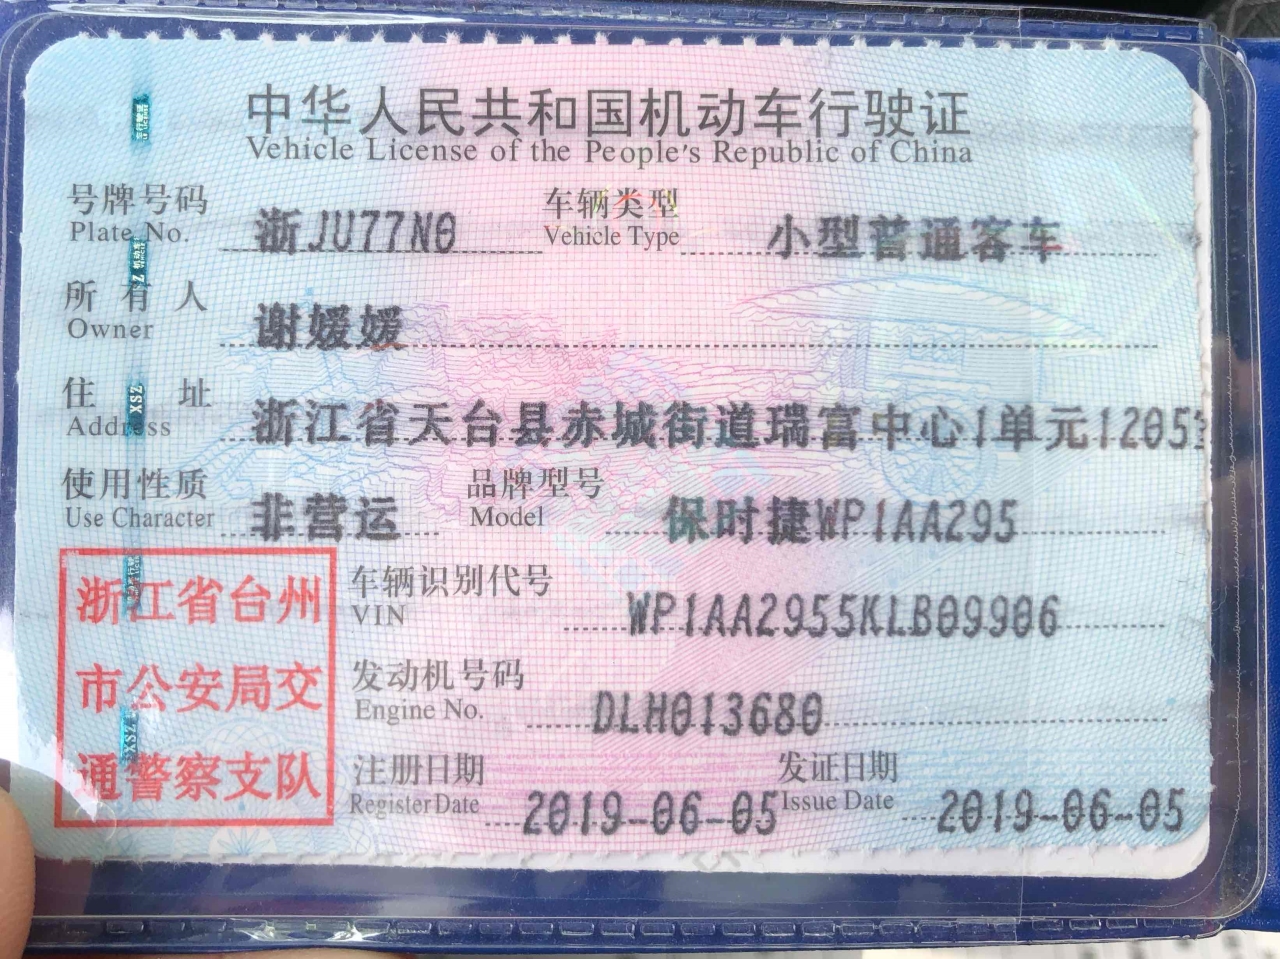 中华人民共和国机动车行驶证
Vehicle License of the People's Republic of China
号牌号码 浙JU77N0 车辆类型 小型普通客车
Plate No. Vehicle Type
所有人 谢媛媛
Owner
住址 浙江省天台县赤城街道瑞富中心1单元1205
Address
使用性质 非营运 品牌型号 保时捷WP1AA295
Use Character Model
浙江省台州
市公安局交
通警察支队
车辆识别代号 WP1AA2955KLB09906
VIN
发动机号码 DLH013680
Engine No.
注册日期 2019-06-05 发证日期 2019-06-05
Register Date Issue Date
XSZ